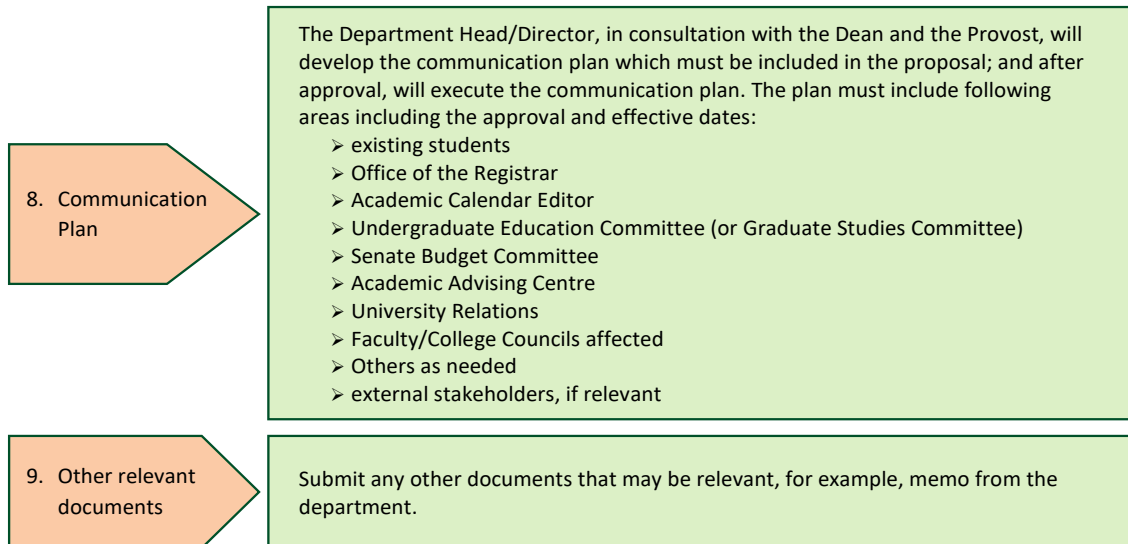 8. Communication
Plan
The Department Head/Director, in consultation with the Dean and the Provost, will
develop the communication plan which must be included in the proposal; and after
approval, will execute the communication plan. The plan must include following
areas including the approval and effective dates:
➢ existing students
➢ Office of the Registrar
➢ Academic Calendar Editor
➢ Undergraduate Education Committee (or Graduate Studies Committee)
➢ Senate Budget Committee
➢ Academic Advising Centre
➢ University Relations
➢ Faculty/College Councils affected
➢ Others as needed
➢ external stakeholders, if relevant
9. Other relevant
documents
Submit any other documents that may be relevant, for example, memo from the
department.